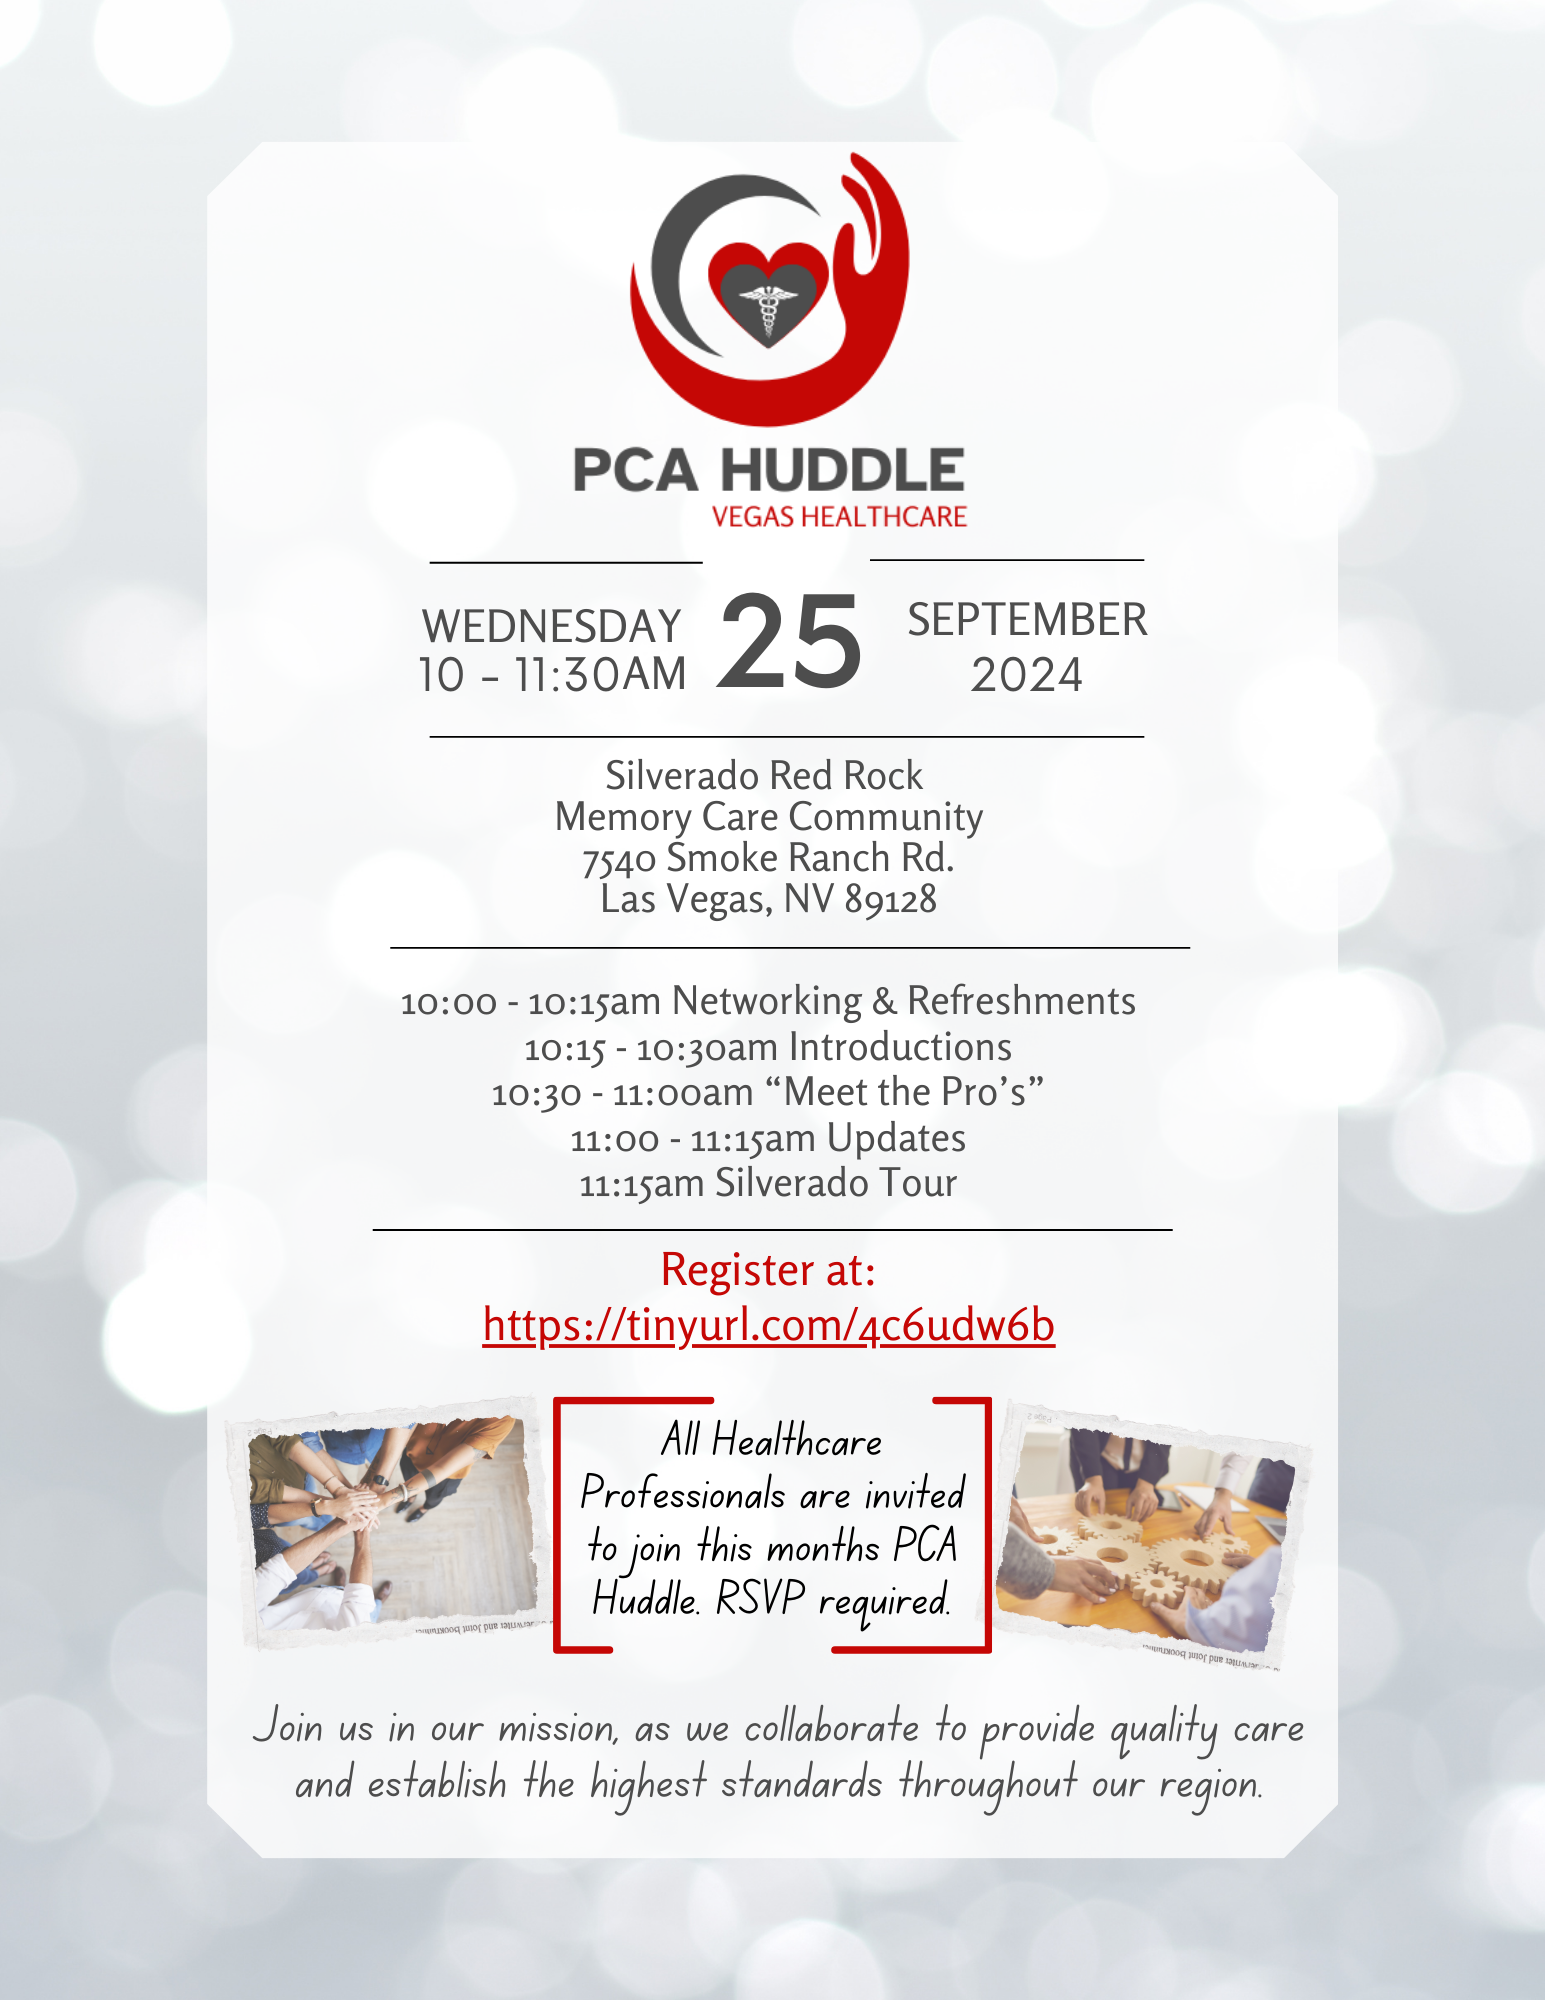 PCA HUDDLE
VEGAS HEALTHCARE
WEDNESDAY
10 - 11:30AM
25
SEPTEMBER
2024
Silverado Red Rock
Memory Care Community
7540 Smoke Ranch Rd.
Las Vegas, NV 89128
10:00 - 10:15am Networking & Refreshments
10:15 - 10:30am Introductions
10:30 - 11:00am “Meet the Pro’s”
11:00 - 11:15am Updates
11:15am Silverado Tour
Register at:
https://tinyurl.com/4c6udw6b
All Healthcare
Professionals are invited
to join this months PCA
Huddle. RSVP required.
Join us in our mission, as we collaborate to provide quality care
and establish the highest standards throughout our region.